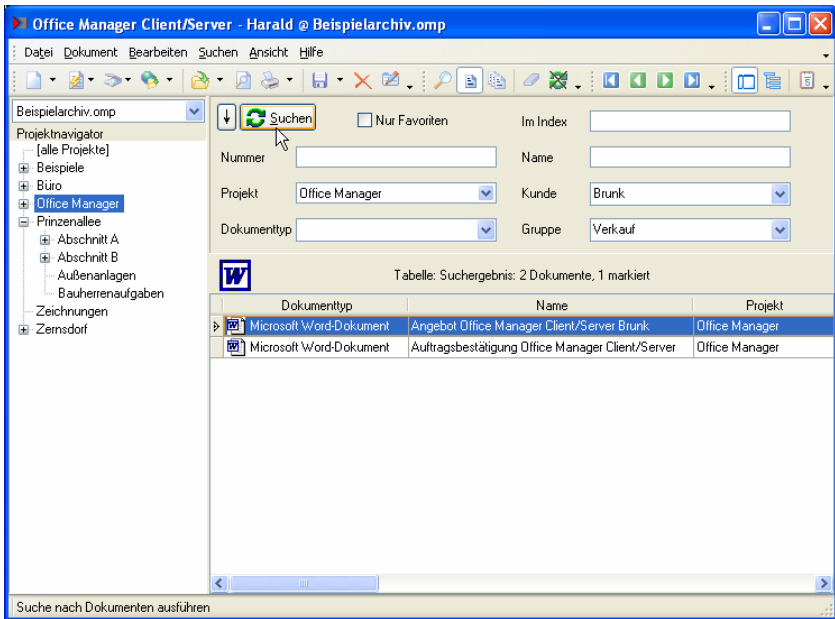 Office Manager Client/Server - Harald @ Beispielarchiv.omp
Datei Dokument Bearbeiten Suchen Ansicht Hilfe
Beispielarchiv.omp
Projektnavigator
[alle Projekte]
Beispiele
Büro
Office Manager
Prinzenallee
Abschnitt A
Abschnitt B
Außenanlagen
Bauherrenaufgaben
Zeichnungen
Zernsdorf
Suchen Nur Favoriten Im Index
Nummer Name
Projekt Office Manager Kunde Brunk
Dokumenttyp Gruppe Verkauf
W Tabelle: Suchergebnis: 2 Dokumente, 1 markiert
Dokumenttyp Name Projekt
Microsoft Word-Dokument Angebot Office Manager Client/Server Brunk Office Manager
Microsoft Word-Dokument Auftragsbestätigung Office Manager Client/Server Office Manager
Suche nach Dokumenten ausführen